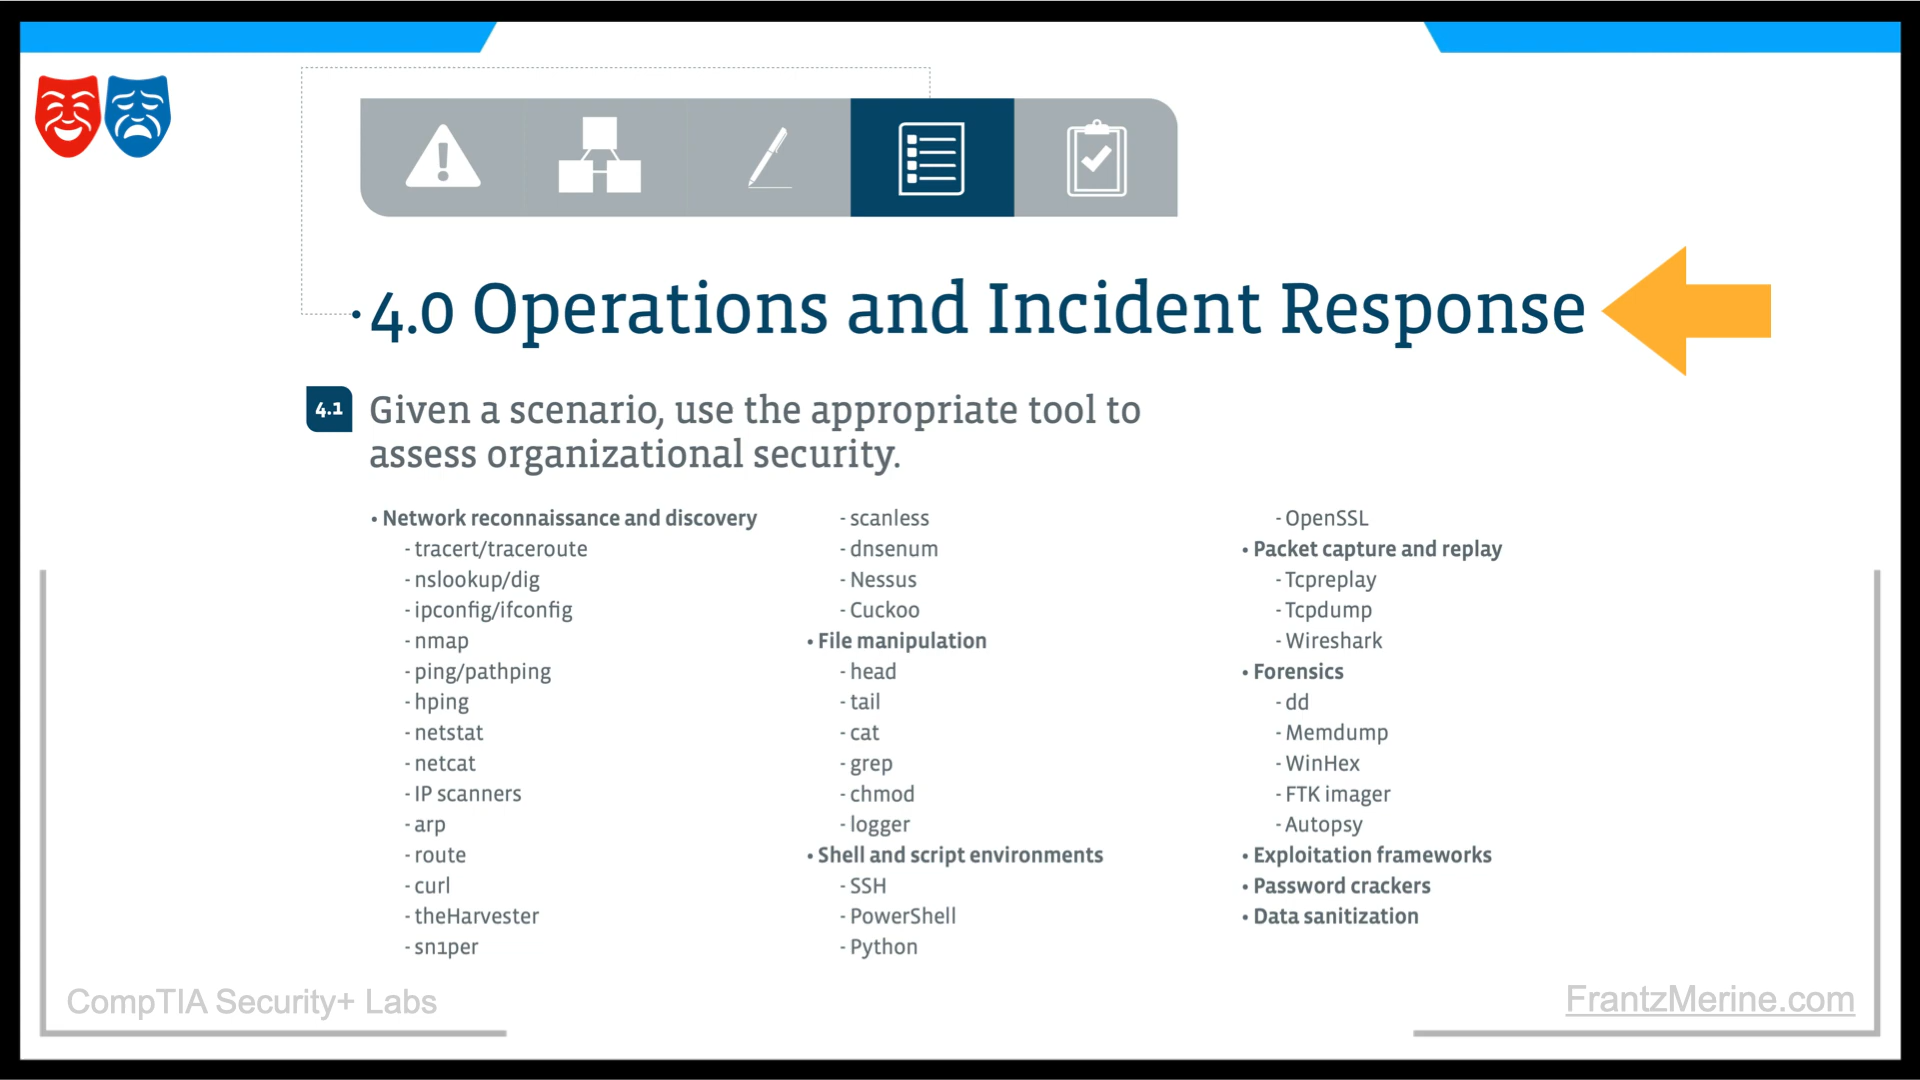 4.0 Operations and Incident Response
4.1 Given a scenario, use the appropriate tool to
assess organizational security.
• Network reconnaissance and discovery
- tracert/traceroute
- nslookup/dig
- ipconfig/ifconfig
- nmap
- ping/pathping
- hping
- netstat
- netcat
- IP scanners
- arp
- route
- curl
- theHarvester
- sn1per
- scanless
- dnsenum
- Nessus
- Cuckoo
• File manipulation
- head
- tail
- cat
- grep
- chmod
- logger
• Shell and script environments
- SSH
- PowerShell
- Python
- OpenSSL
• Packet capture and replay
- Tcpreplay
- Tcpdump
- Wireshark
• Forensics
- dd
- Memdump
- WinHex
- FTK imager
- Autopsy
• Exploitation frameworks
• Password crackers
• Data sanitization
CompTIA Security+ Labs
FrantzMerine.com